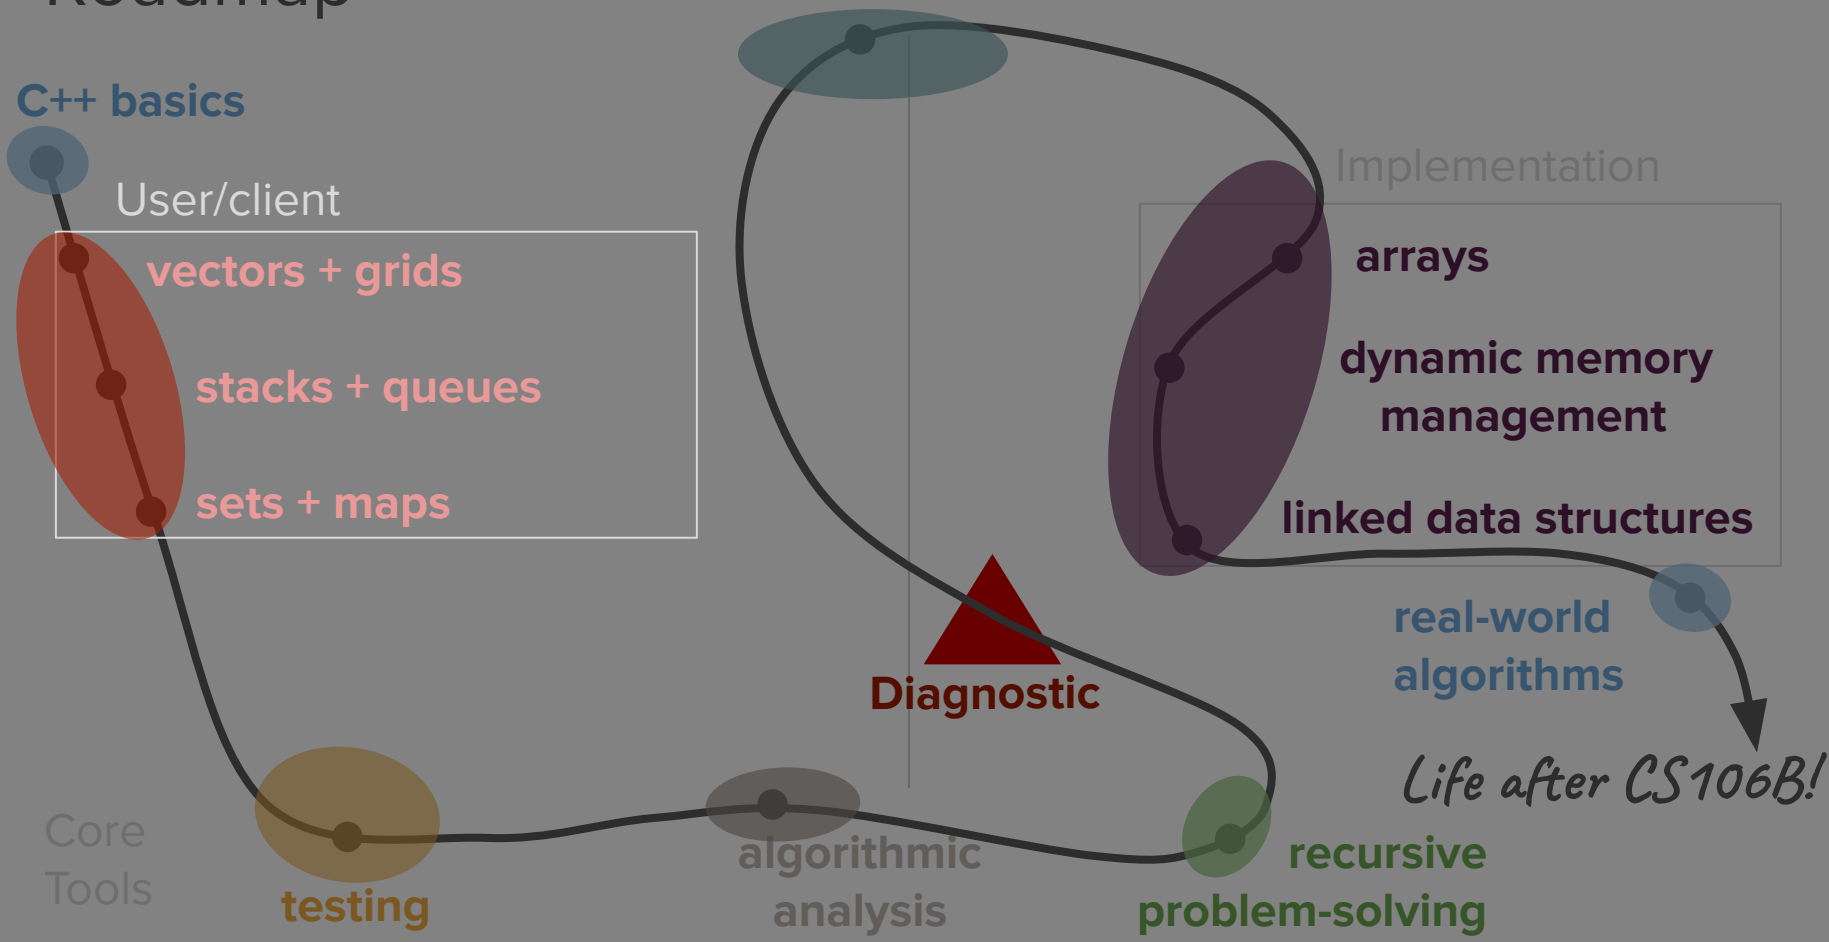 Roadmap
C++ basics
User/client
vectors + grids
stacks + queues
sets + maps
Core
Tools
testing
algorithmic
analysis
recursive
problem-solving
Diagnostic
Implementation
arrays
dynamic memory
management
linked data structures
real-world
algorithms
Life after CS106B!